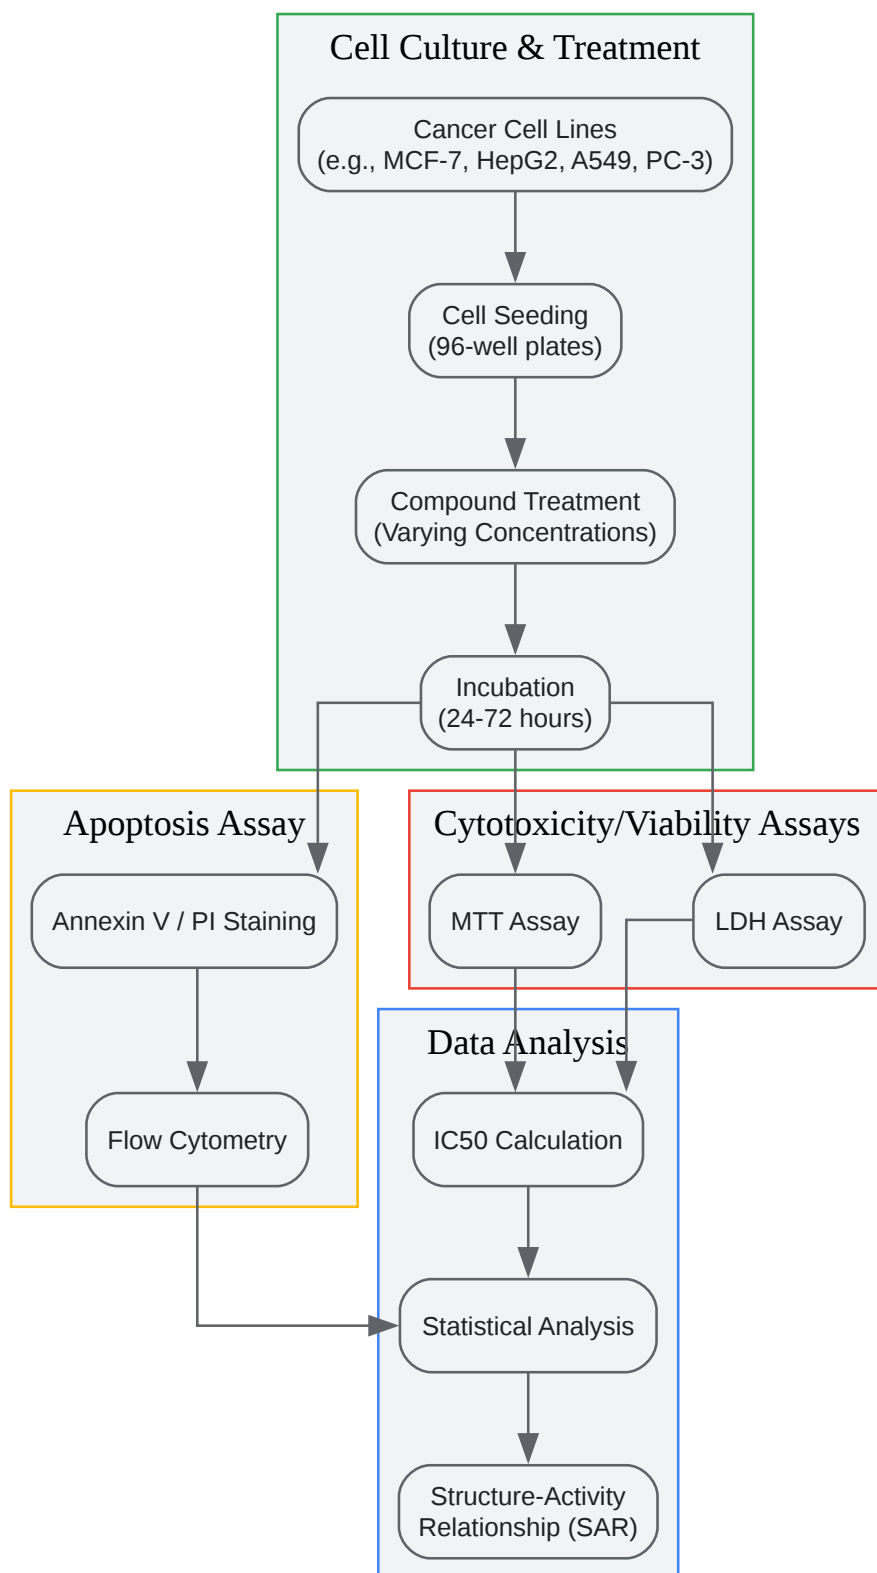 Cell Culture & Treatment
Cancer Cell Lines
(e.g., MCF-7, HepG2, A549, PC-3)
Cell Seeding
(96-well plates)
Compound Treatment
(Varying Concentrations)
Incubation
(24-72 hours)
Apoptosis Assay
Annexin V / PI Staining
Flow Cytometry
Cytotoxicity/Viability Assays
MTT Assay
LDH Assay
Data Analysis
IC50 Calculation
Statistical Analysis
Structure-Activity
Relationship (SAR)